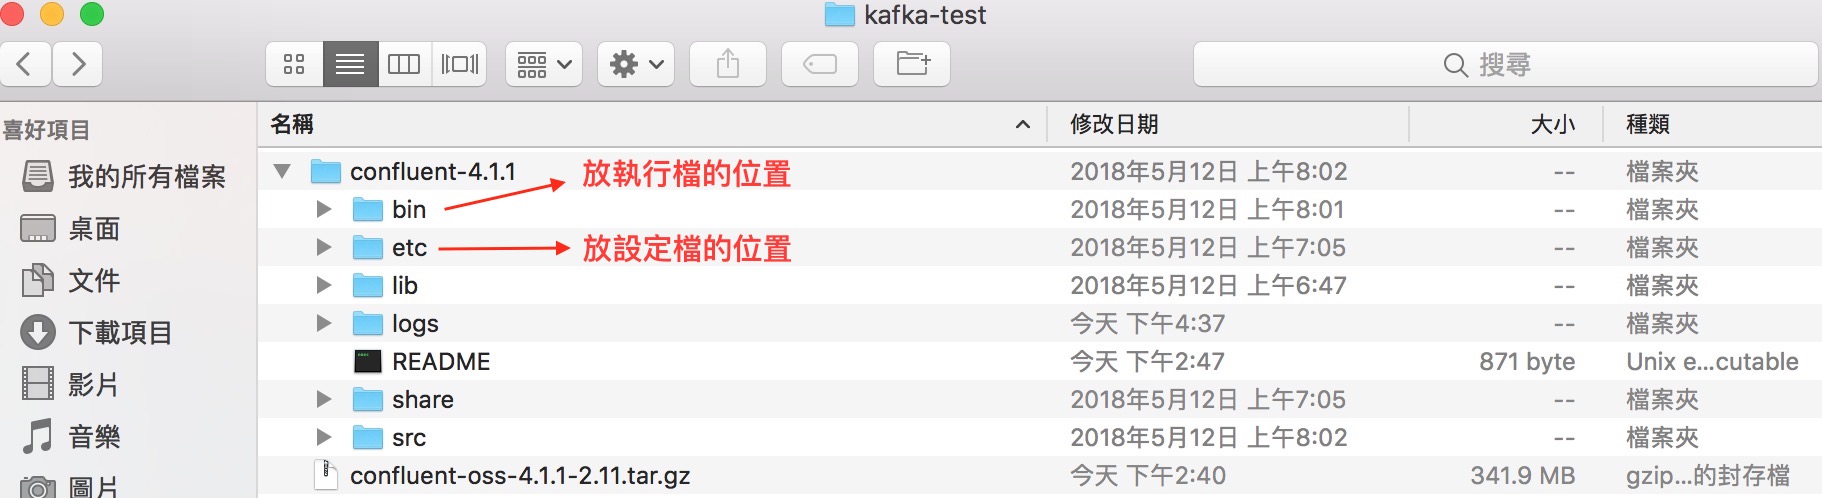 kafka-test
搜尋
喜好項目
我的所有檔案
桌面
文件
下載項目
影片
音樂
圖片
名稱 修改日期 大小 種類
confluent-4.1.1 放執行檔的位置 2018年5月12日 上午8:02 -- 檔案夾
bin 2018年5月12日 上午8:01 -- 檔案夾
etc 放設定檔的位置 2018年5月12日 上午7:05 -- 檔案夾
lib 2018年5月12日 上午6:47 -- 檔案夾
logs 今天 下午4:37 -- 檔案夾
README 今天 下午2:47 871 byte Unix e...cutable
share 2018年5月12日 上午7:05 -- 檔案夾
src 2018年5月12日 上午8:02 -- 檔案夾
confluent-oss-4.1.1-2.11.tar.gz 今天 下午2:40 341.9 MB gzip...的封存檔